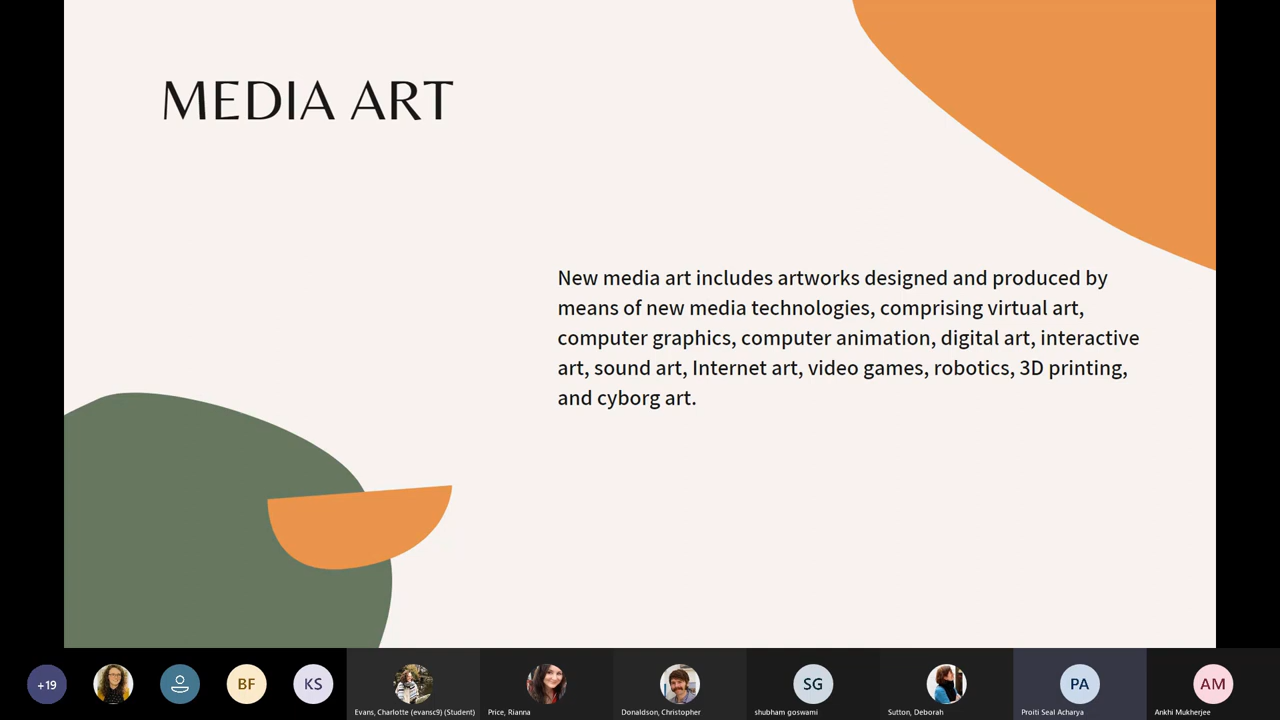 MEDIA ART
New media art includes artworks designed and produced by
means of new media technologies, comprising virtual art,
computer graphics, computer animation, digital art, interactive
art, sound art, Internet art, video games, robotics, 3D printing,
and cyborg art.
+19
BF
KS
SG
PA
AM
Evans, Charlotte (evansc9) (Student)
Price, Rianna
Donaldson, Christopher
shubham goswami
Sutton, Deborah
Proiti Seal Acharya
Ankhi Mukherjee